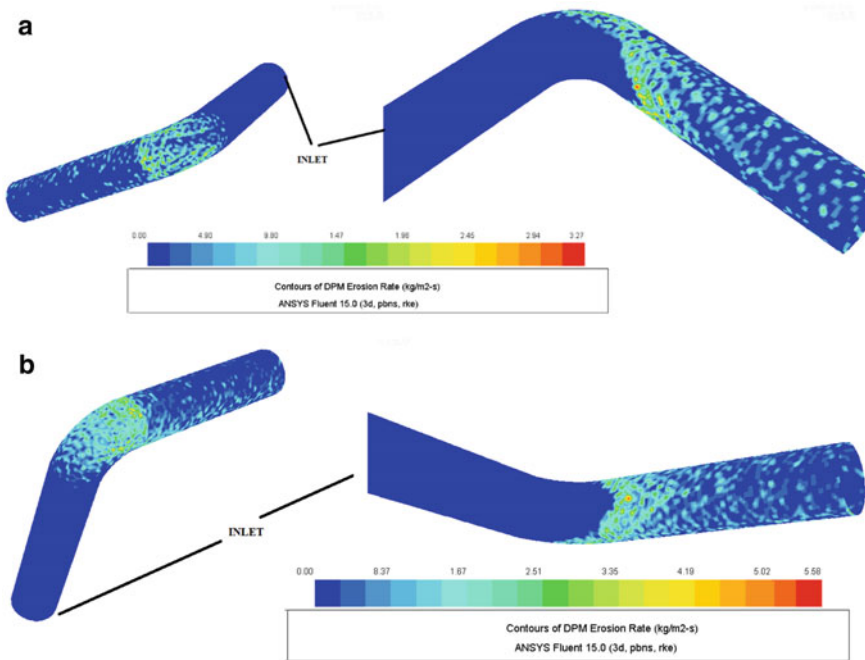 a
INLET
0.00 4.90 9.80 1.47 1.96 2.45 2.94 3.27
Contours of DPM Erosion Rate (kg/m2-s)
ANSYS Fluent 15.0 (3d, pbns, rke)
b
INLET
0.00 8.37 1.67 2.51 3.35 4.19 5.02 5.58
Contours of DPM Erosion Rate (kg/m2-s)
ANSYS Fluent 15.0 (3d, pbns, rke)